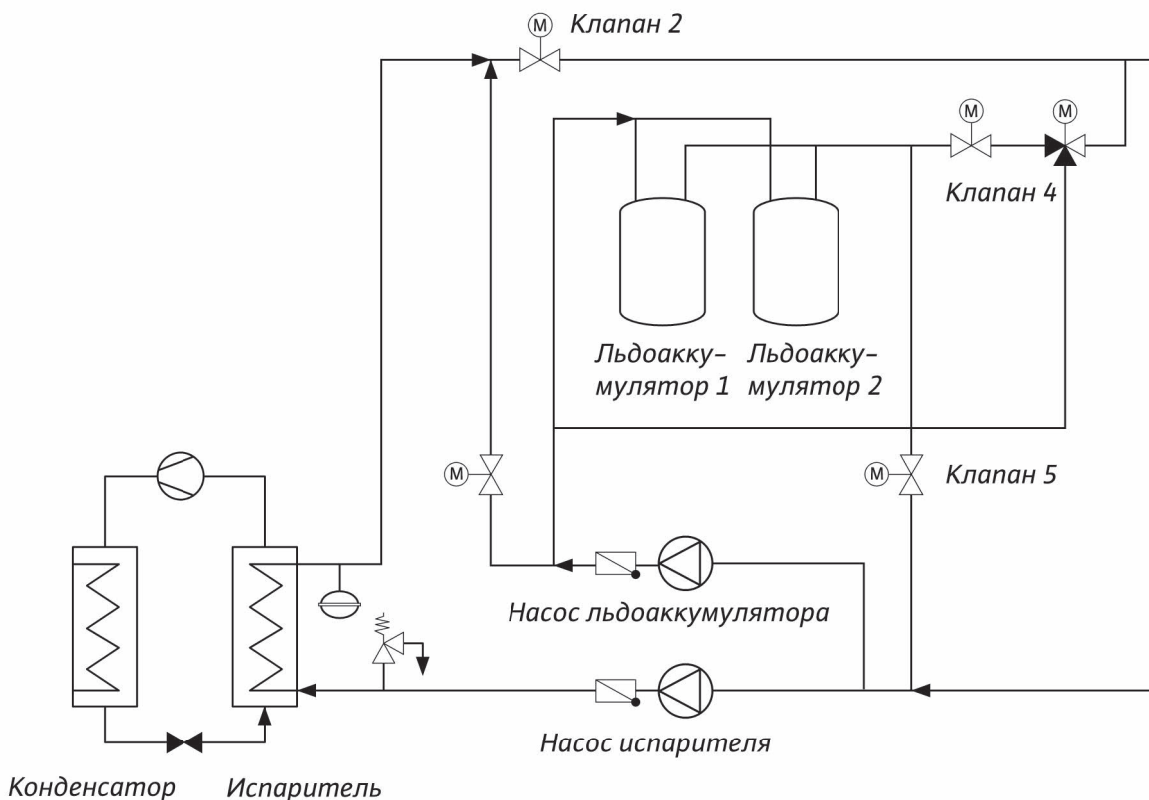 M Клапан 2
M M
Клапан 4
Льдоакку-
мулятор 1
Льдоакку-
мулятор 2
M M Клапан 5
Насос льдоаккумулятора
Насос испарителя
Конденсатор Испаритель